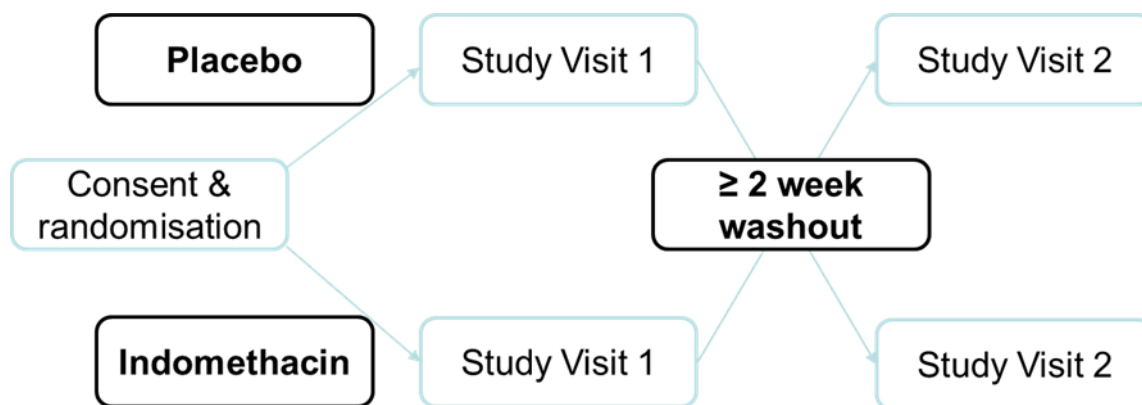 Placebo
Study Visit 1
Study Visit 2
Consent &
randomisation
≥ 2 week
washout
Indomethacin
Study Visit 1
Study Visit 2